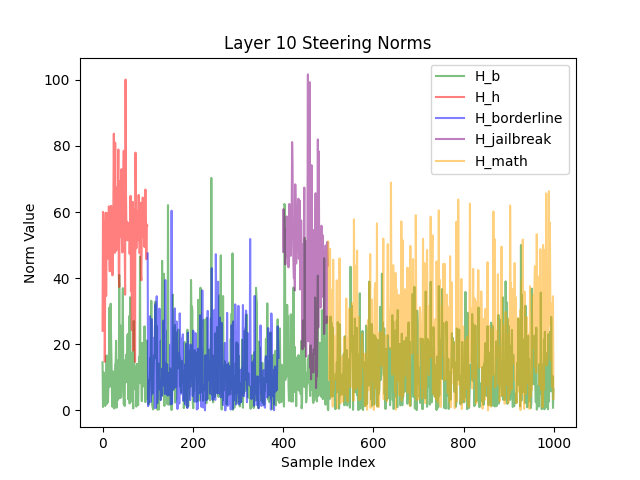 Layer 10 Steering Norms
Norm Value
100
80
60
40
20
0
H_b
H_h
H_borderline
H_jailbreak
H_math
0
200
400
600
800
1000
Sample Index